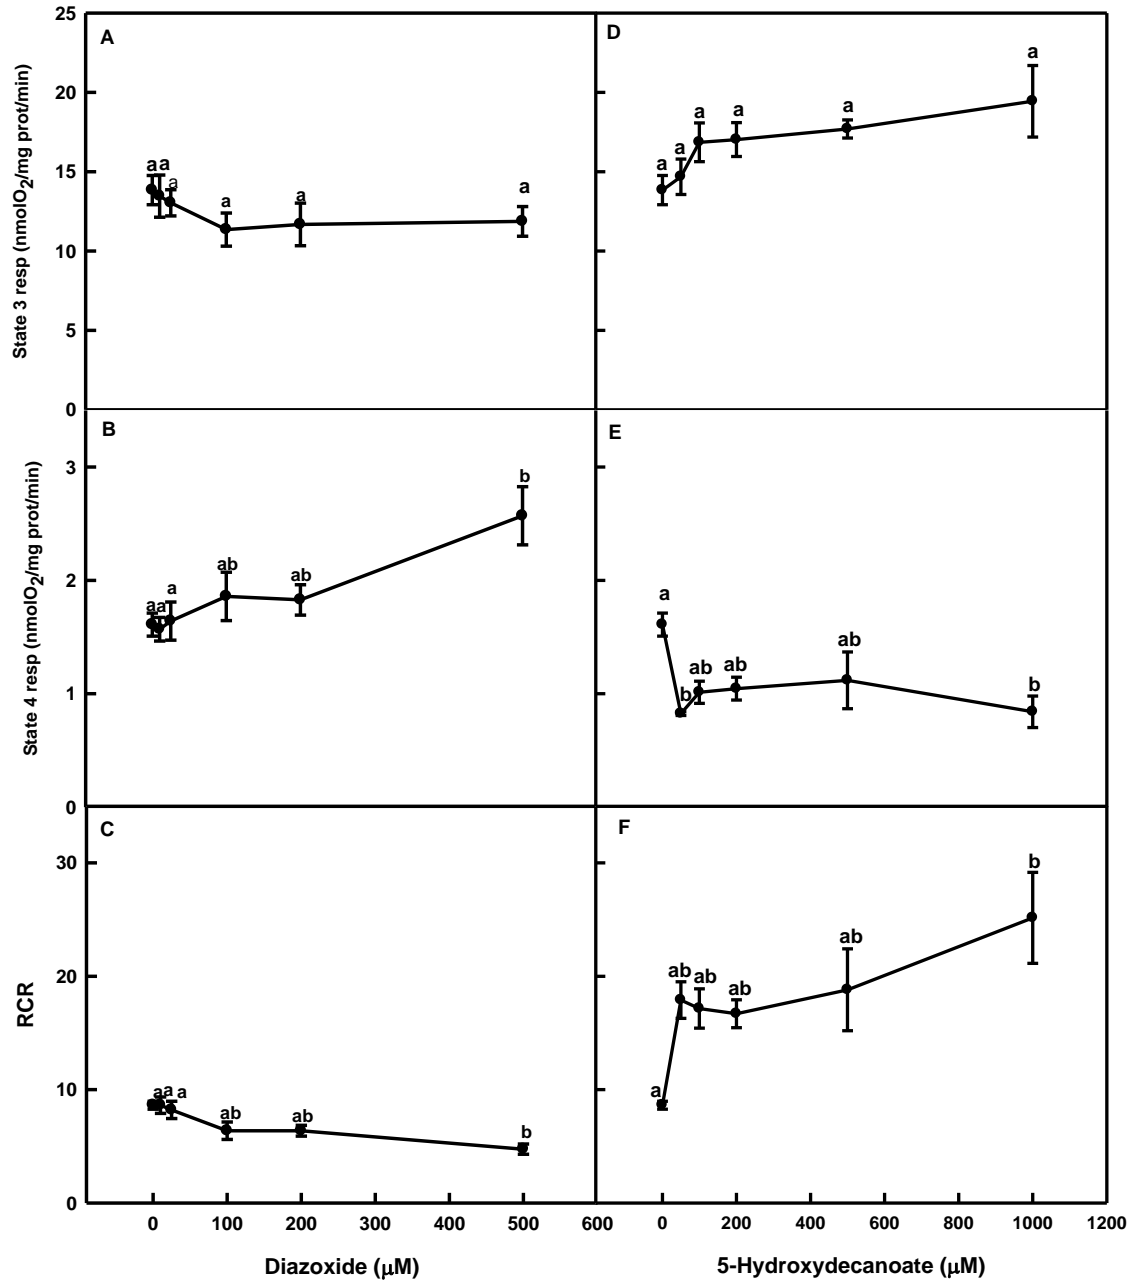 A
D
25
20
15
10
5
0
State 3 resp (nmolO2/mg prot/min)
a a a a a a
a a a a a a
B
E
3
2
1
0
State 4 resp (nmolO2/mg prot/min)
a a a ab ab b
a b ab ab ab b
C
F
30
20
10
0
RCR
a a a ab ab b
a ab ab ab ab b
0 100 200 300 400 500 600
0 200 400 600 800 1000 1200
Diazoxide (μM)
5-Hydroxydecanoate (μM)